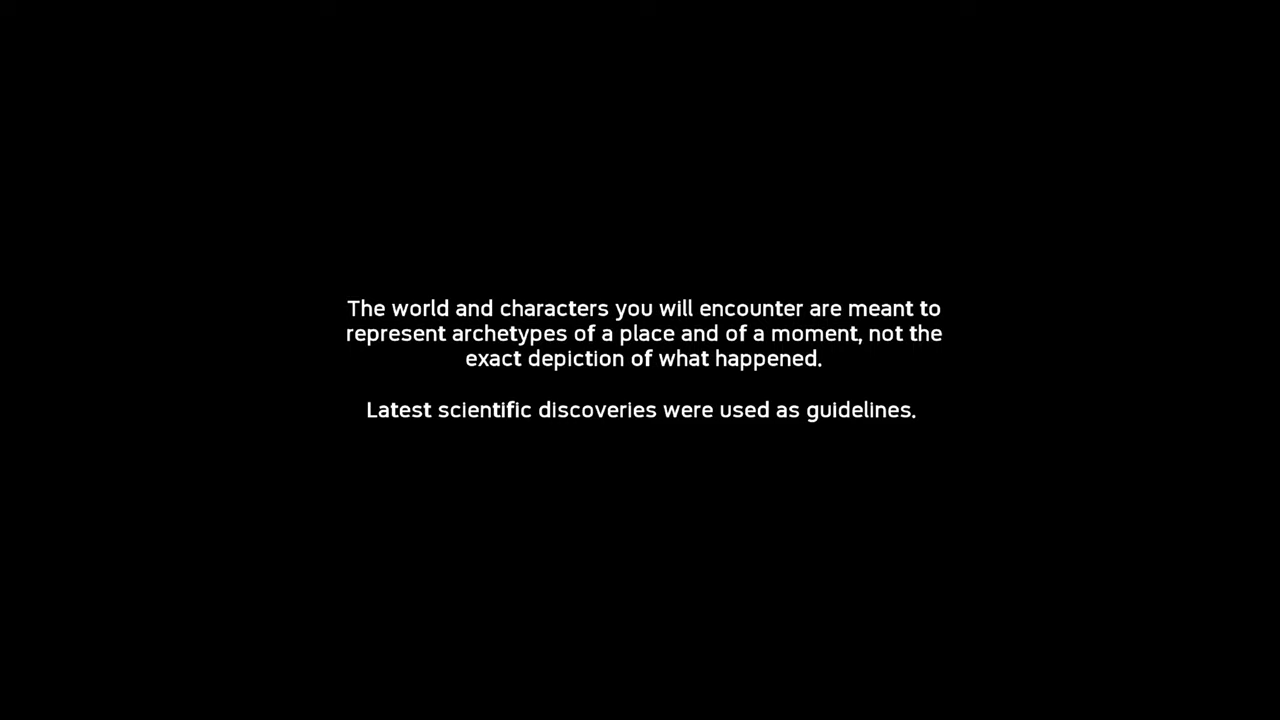 The world and characters you will encounter are meant to
represent archetypes of a place and of a moment, not the
exact depiction of what happened.
Latest scientific discoveries were used as guidelines.